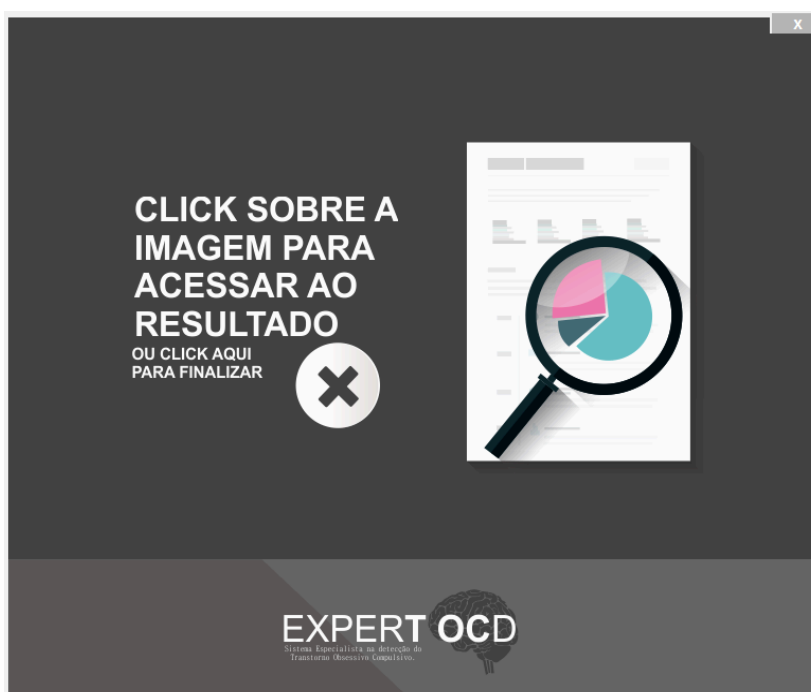 X
CLICK SOBRE A
IMAGEM PARA
ACESSAR AO
RESULTADO
OU CLICK AQUI
PARA FINALIZAR
EXPERT OCD
Sistema Especialista na detecção do
Transtorno Obsessivo Compulsivo.